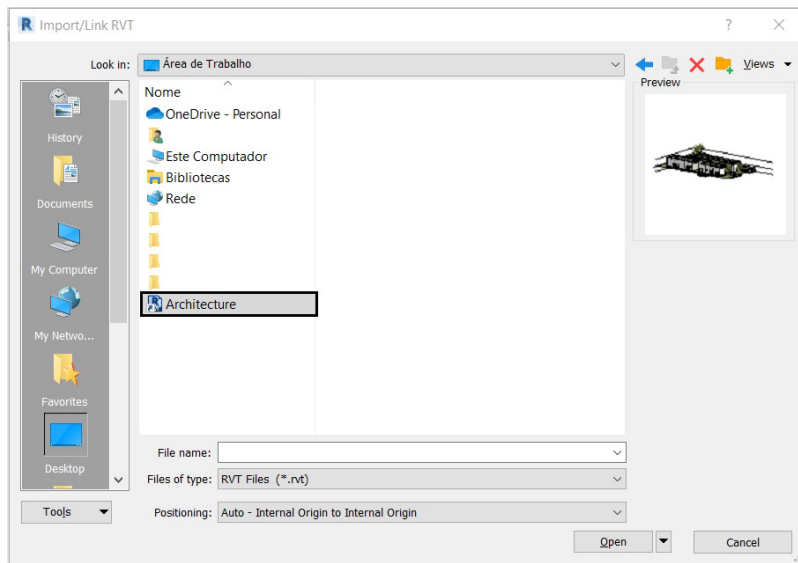 R Import/Link RVT ?
Look in: Área de Trabalho Views
Preview
Nome
OneDrive - Personal
Este Computador
Bibliotecas
Rede
Architecture
History
Documents
My Computer
My Netwo...
Favorites
Desktop
File name:
Files of type: RVT Files (*.rvt)
Tools Positioning: Auto - Internal Origin to Internal Origin
Open Cancel